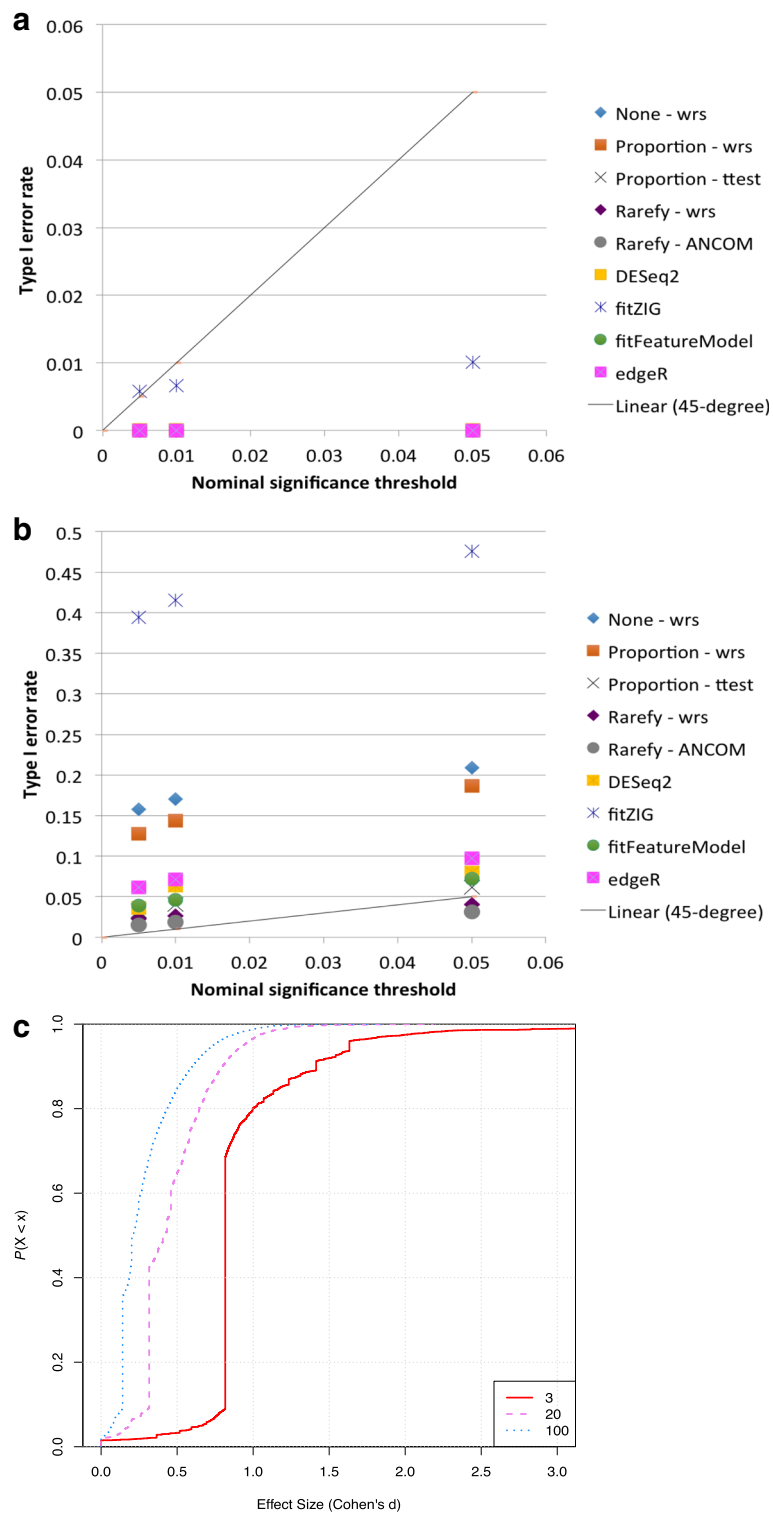 a
0.06
0.05
0.04
0.03
0.02
0.01
0
Type I error rate
0 0.01 0.02 0.03 0.04 0.05 0.06
Nominal significance threshold
None - wrs
Proportion - wrs
Proportion - ttest
Rarefy - wrs
Rarefy - ANCOM
DESeq2
fitZIG
fitFeatureModel
edgeR
Linear (45-degree)
b
0.5
0.45
0.4
0.35
0.3
0.25
0.2
0.15
0.1
0.05
0
Type I error rate
0 0.01 0.02 0.03 0.04 0.05 0.06
Nominal significance threshold
None - wrs
Proportion - wrs
Proportion - ttest
Rarefy - wrs
Rarefy - ANCOM
DESeq2
fitZIG
fitFeatureModel
edgeR
Linear (45-degree)
c
1.0
0.8
0.6
0.4
0.2
0.0
P(X < x)
0.0 0.5 1.0 1.5 2.0 2.5 3.0
Effect Size (Cohen's d)
3
20
100